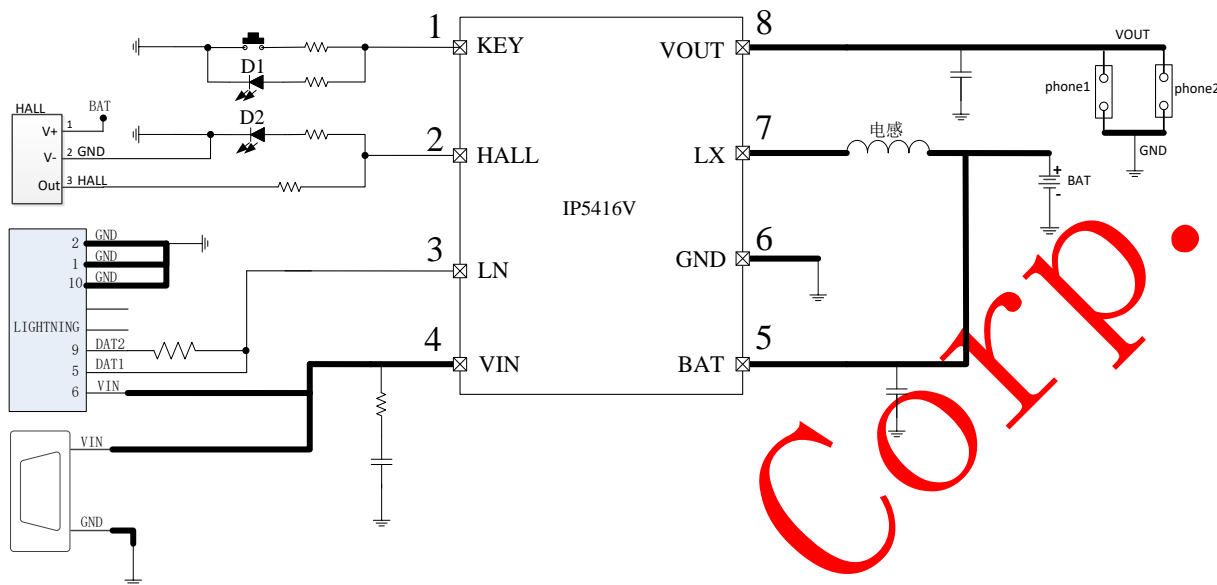 1
KEY
D1
HALL
BAT
V+
1
D2
V-
2
GND
Out
3
HALL
2
HALL
2
GND
1
GND
10
GND
3
LN
LIGHTNING
9
DAT2
5
DAT1
6
VIN
4
VIN
VIN
GND
IP5416V
8
VOUT
VOUT
phone1
phone2
GND
7
LX
电感
+
BAT
-
6
GND
5
BAT
Corp.